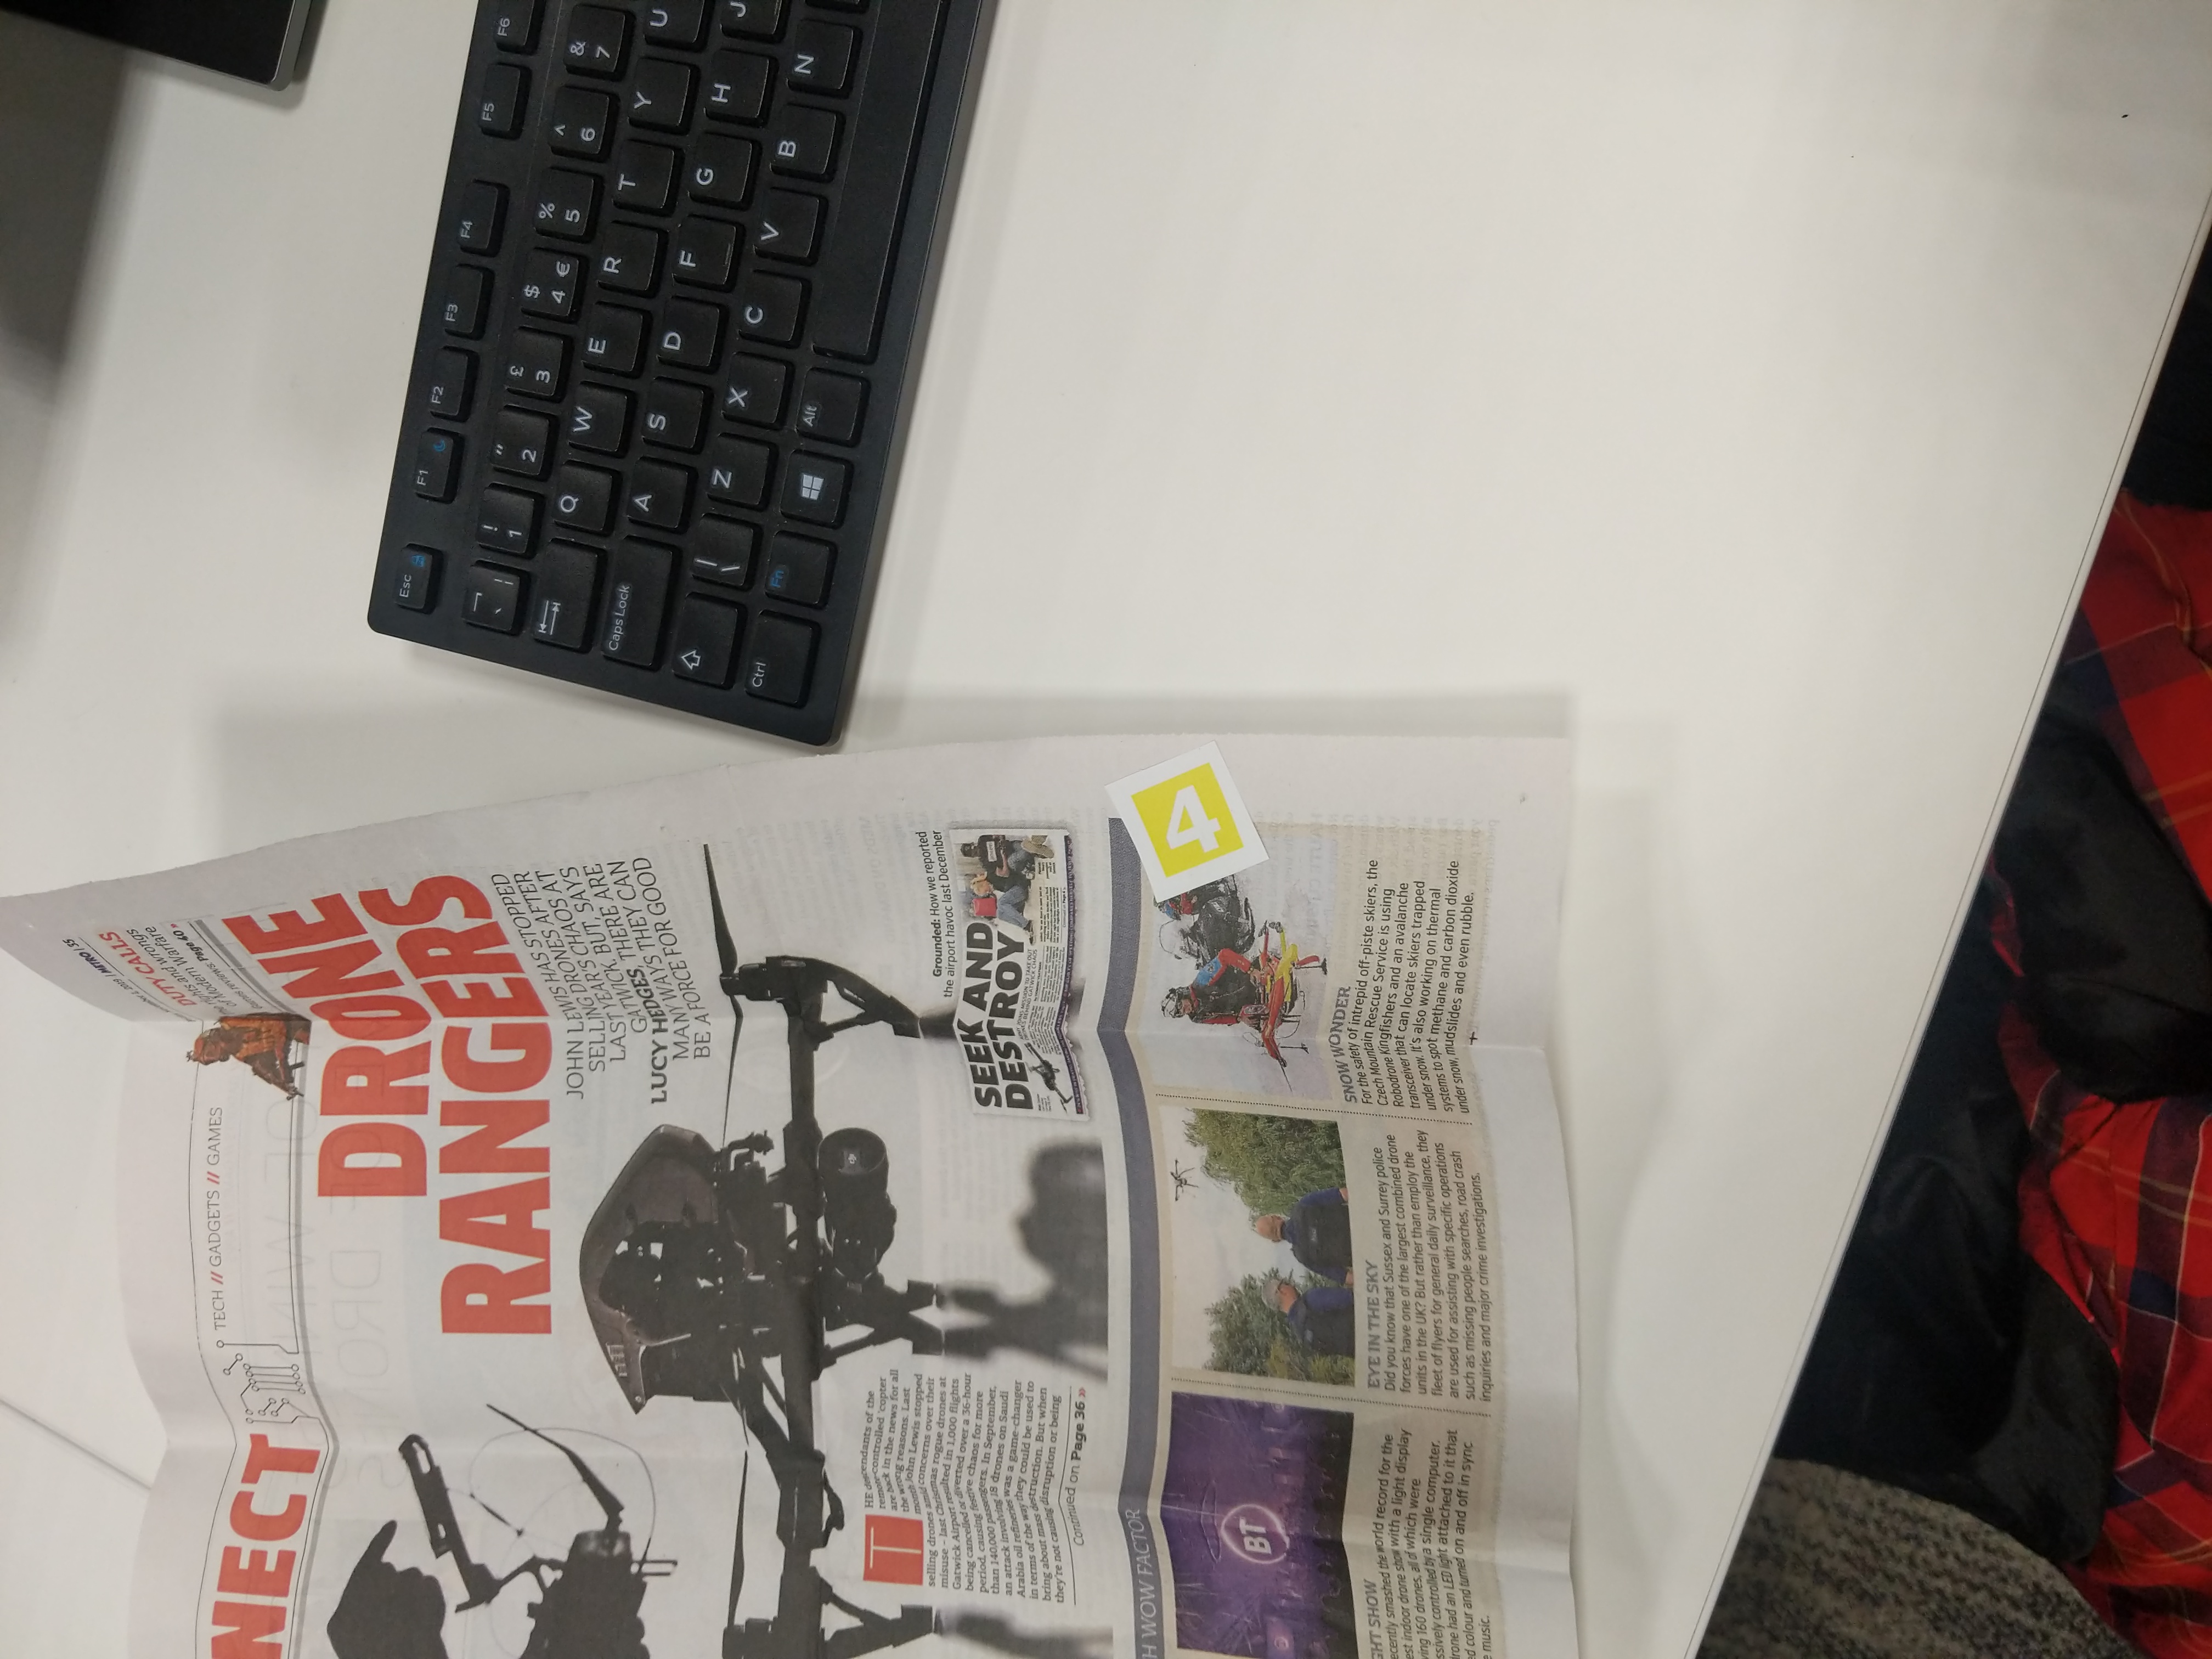 METRO | 35
DUTY CALLS
rights and wrongs
of Modern Warfare
Games reviews: Page 40 »
NECT
TECH // GADGETS // GAMES
DRONE
RANGERS
JOHN LEWIS HAS STOPPED
SELLING DRONES AFTER
LAST YEAR'S CHAOS AT
GATWICK. BUT, SAYS
LUCY HEDGES, THERE ARE
MANY WAYS THEY CAN
BE A FORCE FOR GOOD
THE descendants of the
remote-controlled 'copter
are back in the news for all
the wrong reasons. Last
month John Lewis stopped
selling drones amid concerns over their
misuse – last Christmas rogue drones at
Gatwick Airport resulted in 1,000 flights
being cancelled or diverted over a 36-hour
period, causing festive chaos for more
than 140,000 passengers. In September,
an attack involving 18 drones on Saudi
Arabia oil refineries was a game-changer
in terms of the way they could be used to
bring about mass destruction. But when
they're not causing disruption or being
Continued on Page 36 »
Grounded: How we reported
the airport havoc last December
SEEK AND
DESTROY
H WOW FACTOR
4
BT
GHT SHOW
ecently smashed the world record for the
est indoor drone show with a light display
ving 160 drones, all of which were
ssively controlled by a single computer.
drone had an LED light attached to it that
ed colour and turned on and off in sync
e music.
EYE IN THE SKY
Did you know that Sussex and Surrey police
forces have one of the largest combined drone
units in the UK? But rather than employ the
fleet of flyers for general daily surveillance, they
are used for assisting with specific operations
such as missing people searches, road crash
inquiries and major crime investigations.
SNOW WONDER
For the safety of intrepid off-piste skiers, the
Czech Mountain Rescue Service is using
Robodrone Kingfishers and an avalanche
transceiver that can locate skiers trapped
under snow. It's also working on thermal
systems to spot methane and carbon dioxide
under snow, mudslides and even rubble.
Esc F1 F2 F3 F4 F5 F6
¬ ` ¦ ! 1 " 2 £ 3 $ 4 € % 5 ^ 6 & 7
Q W E R T Y U
Caps Lock A S D F G H J
| \ Z X C V B N
Ctrl Fn Alt